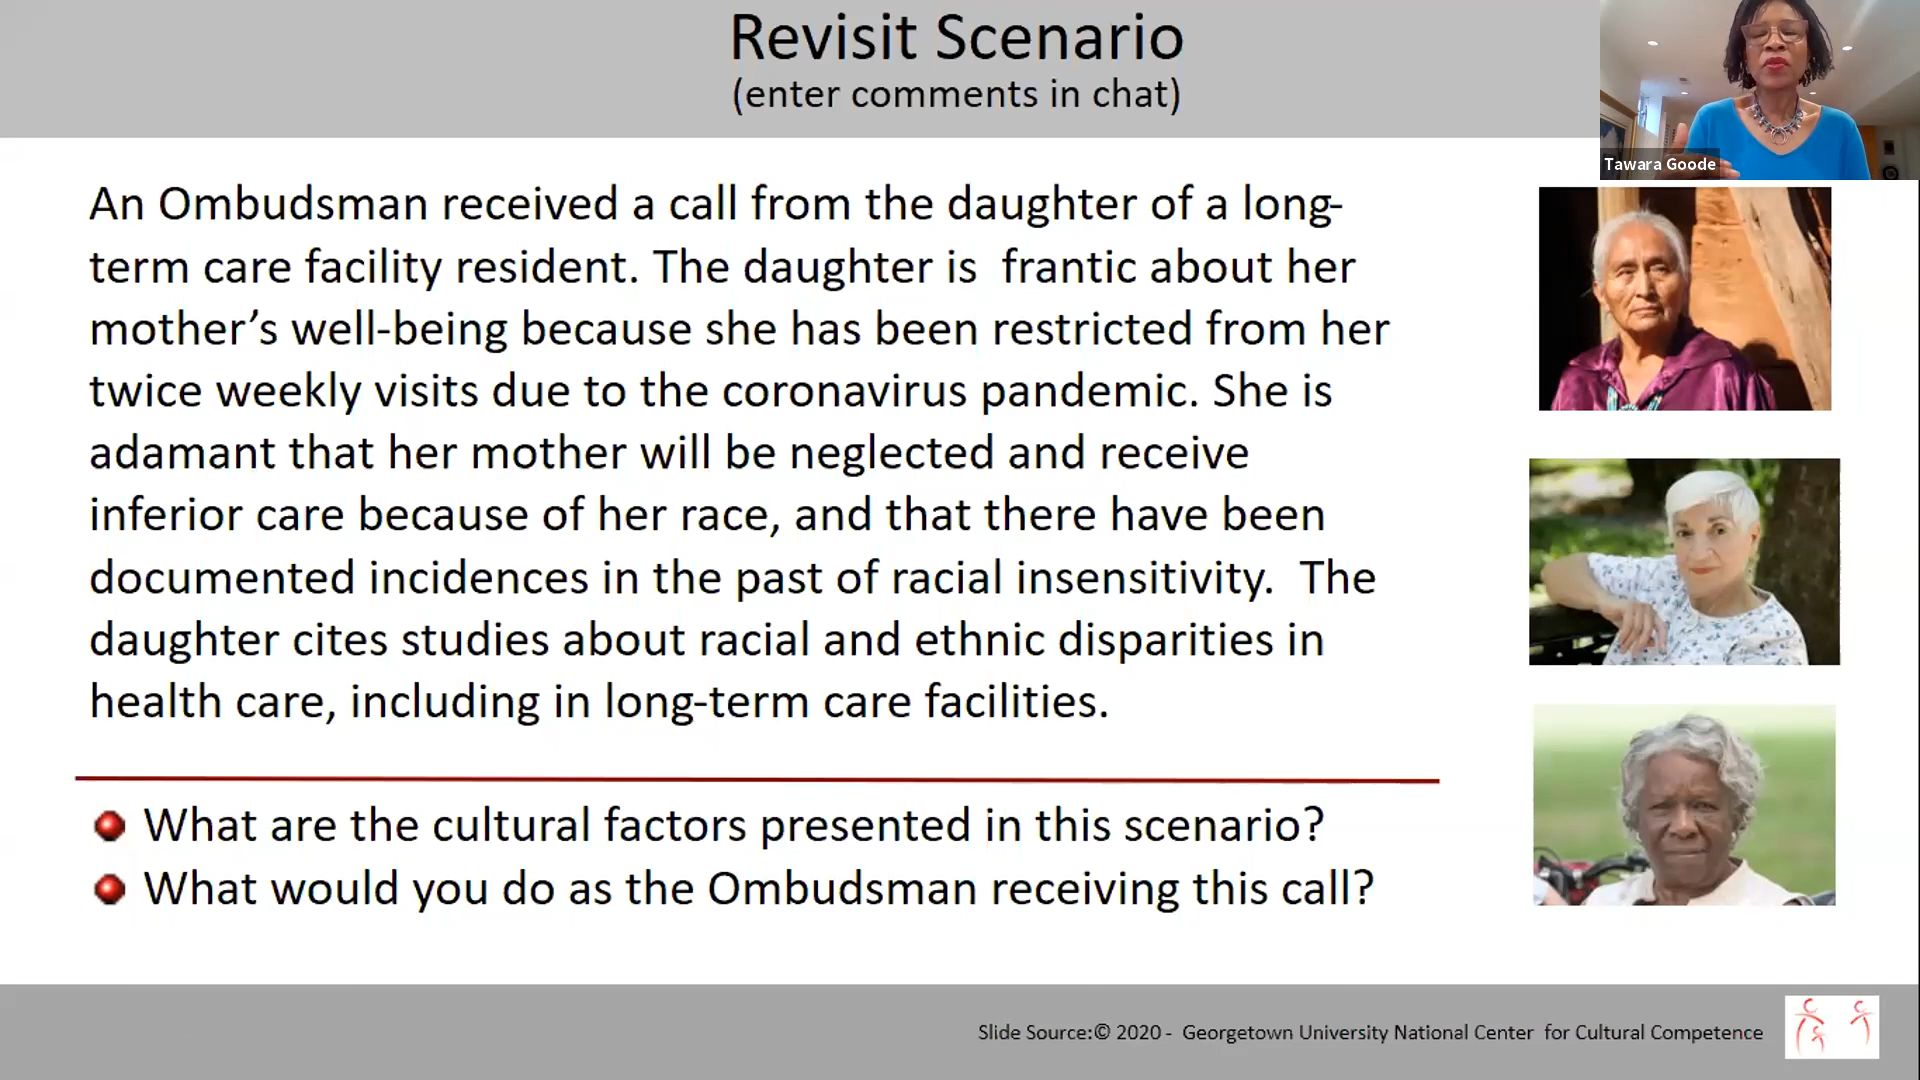 Revisit Scenario
(enter comments in chat)
Tawara Goode
An Ombudsman received a call from the daughter of a long-
term care facility resident. The daughter is  frantic about her
mother’s well-being because she has been restricted from her
twice weekly visits due to the coronavirus pandemic. She is
adamant that her mother will be neglected and receive
inferior care because of her race, and that there have been
documented incidences in the past of racial insensitivity.  The
daughter cites studies about racial and ethnic disparities in
health care, including in long-term care facilities.
What are the cultural factors presented in this scenario?
What would you do as the Ombudsman receiving this call?
Slide Source:© 2020 -  Georgetown University National Center  for Cultural Competence